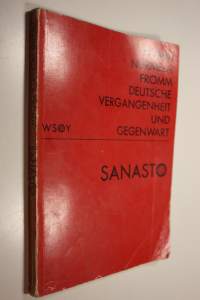 FROMM
DEUTSCHE
VERGANGENHEIT
UND
GEGENWART
WSOY
SANASTO